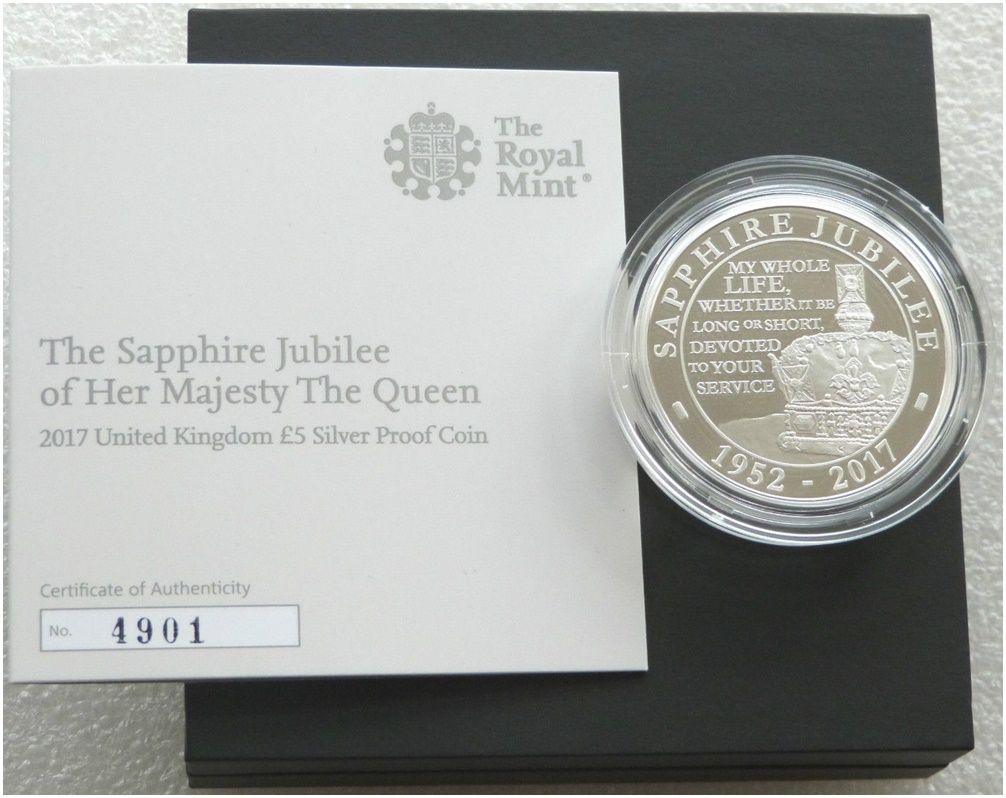 The
Royal
Mint®
The Sapphire Jubilee
of Her Majesty The Queen
2017 United Kingdom £5 Silver Proof Coin
Certificate of Authenticity
No. 4901
SAPPHIRE JUBILEE
MY WHOLE
LIFE,
WHETHER IT BE
LONG OR SHORT,
DEVOTED
TO YOUR
SERVICE
1952 - 2017